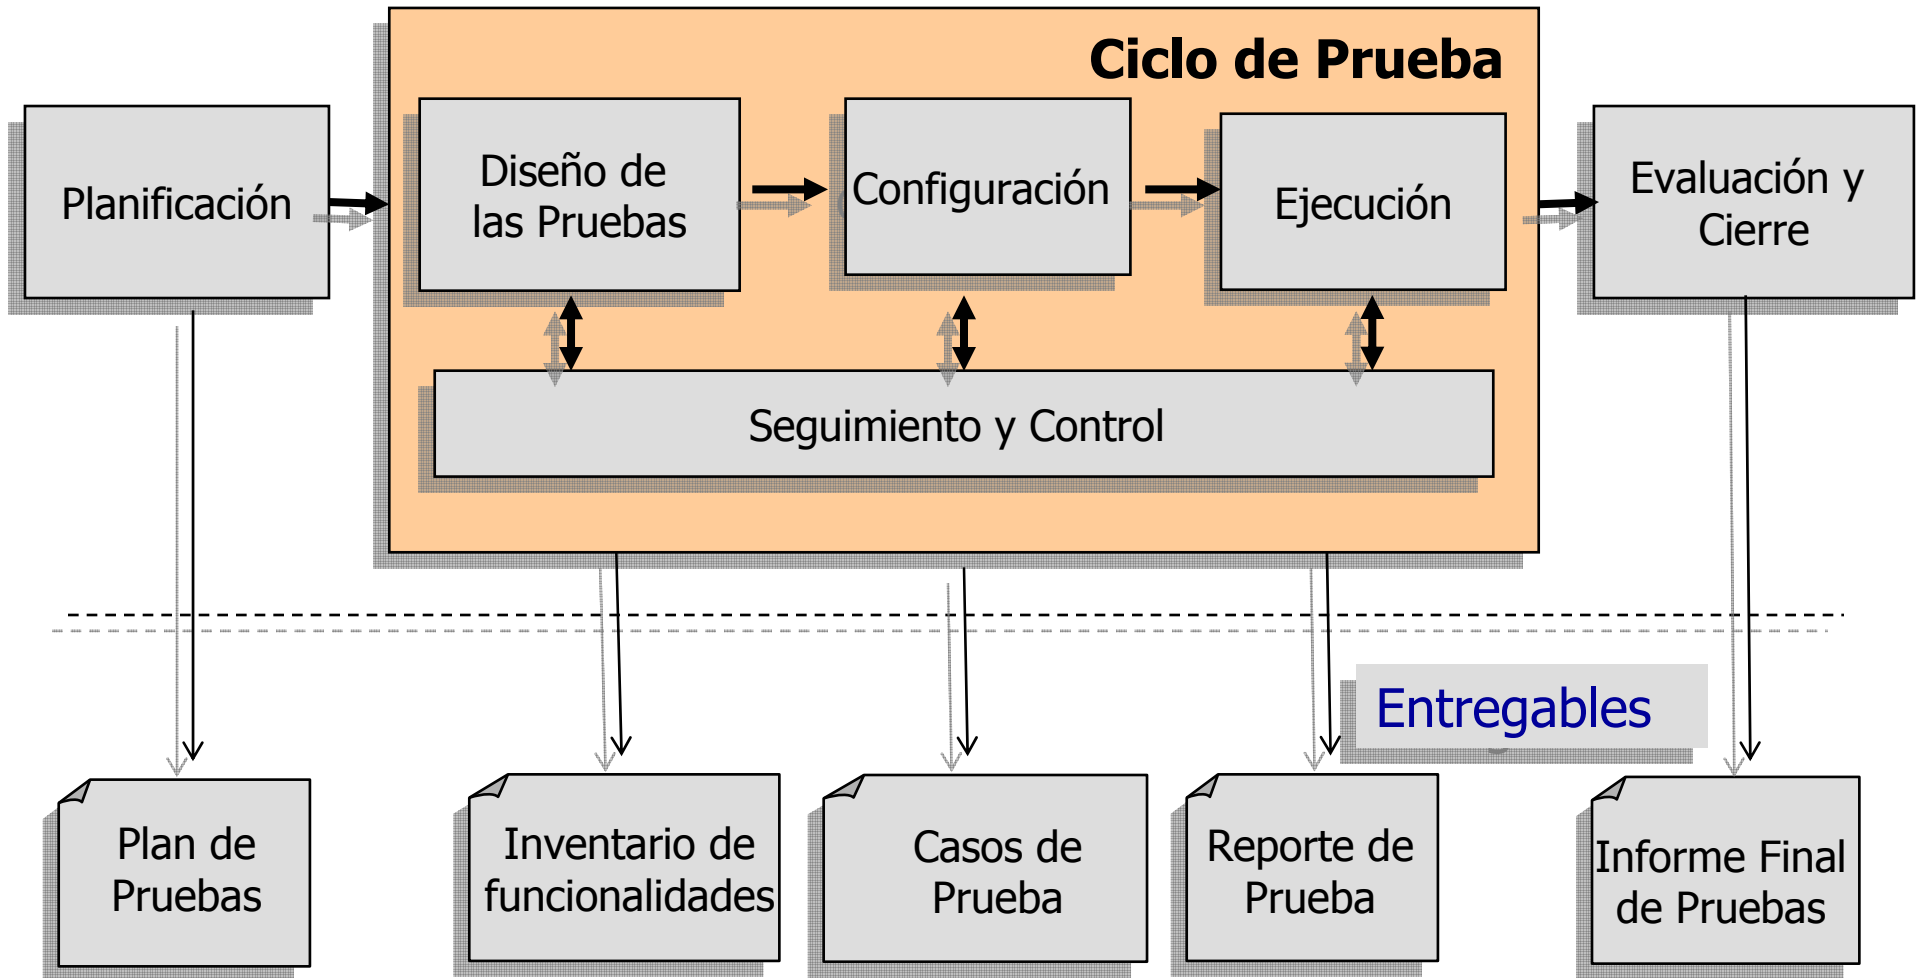 Ciclo de Prueba
Planificación
Diseño de
las Pruebas
Configuración
Ejecución
Evaluación y
Cierre
Seguimiento y Control
Entregables
Plan de
Pruebas
Inventario de
funcionalidades
Casos de
Prueba
Reporte de
Prueba
Informe Final
de Pruebas